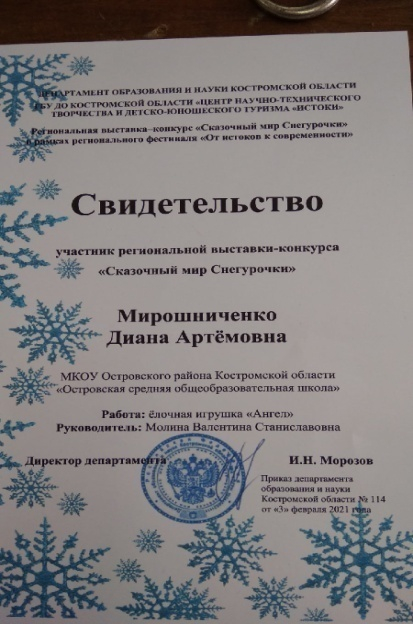 ДЕПАРТАМЕНТ ОБРАЗОВАНИЯ И НАУКИ КОСТРОМСКОЙ ОБЛАСТИ
ГБУ ДО КОСТРОМСКОЙ ОБЛАСТИ «ЦЕНТР НАУЧНО-ТЕХНИЧЕСКОГО
ТВОРЧЕСТВА И ДЕТСКО-ЮНОШЕСКОГО ТУРИЗМА «ИСТОКИ»
Региональная выставка–конкурс «Сказочный мир Снегурочки»
в рамках регионального фестиваля «От истоков к современности»
Свидетельство
участник региональной выставки-конкурса
«Сказочный мир Снегурочки»
Мирошниченко
Диана Артёмовна
МКОУ Островского района Костромской области
«Островская средняя общеобразовательная школа»
Работа: ёлочная игрушка «Ангел»
Руководитель: Молина Валентина Станиславовна
Директор департамента И.Н. Морозов
Приказ департамента
образования и науки
Костромской области № 114
от «3» февраля 2021 года